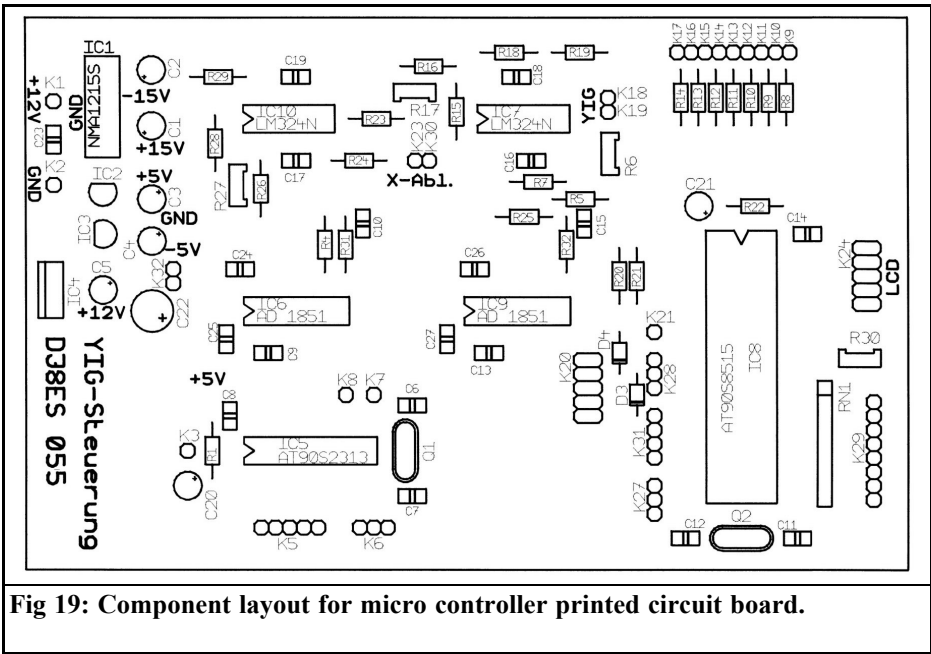 IC1
NMA1215S
+12V
K1
GND
C23
GND
K2
C2
-15V
C1
+15V
+5V
IC2
C3
GND
IC3
C4
-5V
K32
C5
IC4
+12V
C22
R29
C19
IC10
LM324N
R28
C17
R27
R26
R16
R17
R23
R24
K23
K30
X-Abl.
R15
R18
R19
C18
IC7
LM324N
C16
R7
R5
R25
C15
R32
YIG
K18
K19
R6
K17
K16
K15
K14
K13
K12
K11
K10
K9
R14
R13
R12
R11
R10
R9
R8
C21
R22
C14
K24
LCD
R4
R31
C10
C24
IC6
AD 1851
C25
C9
C26
IC9
AD 1851
C27
C13
R20
R21
K21
D4
D3
K20
K28
K31
K27
AT90S8515
IC8
R30
RN1
K29
C12
Q2
C11
+5V
K8
K7
C6
C8
K3
R1
C20
IC5
AT90S2313
Q1
C7
K5
K6
YIG-Steuerung
D38ES 055
Fig 19: Component layout for micro controller printed circuit board.